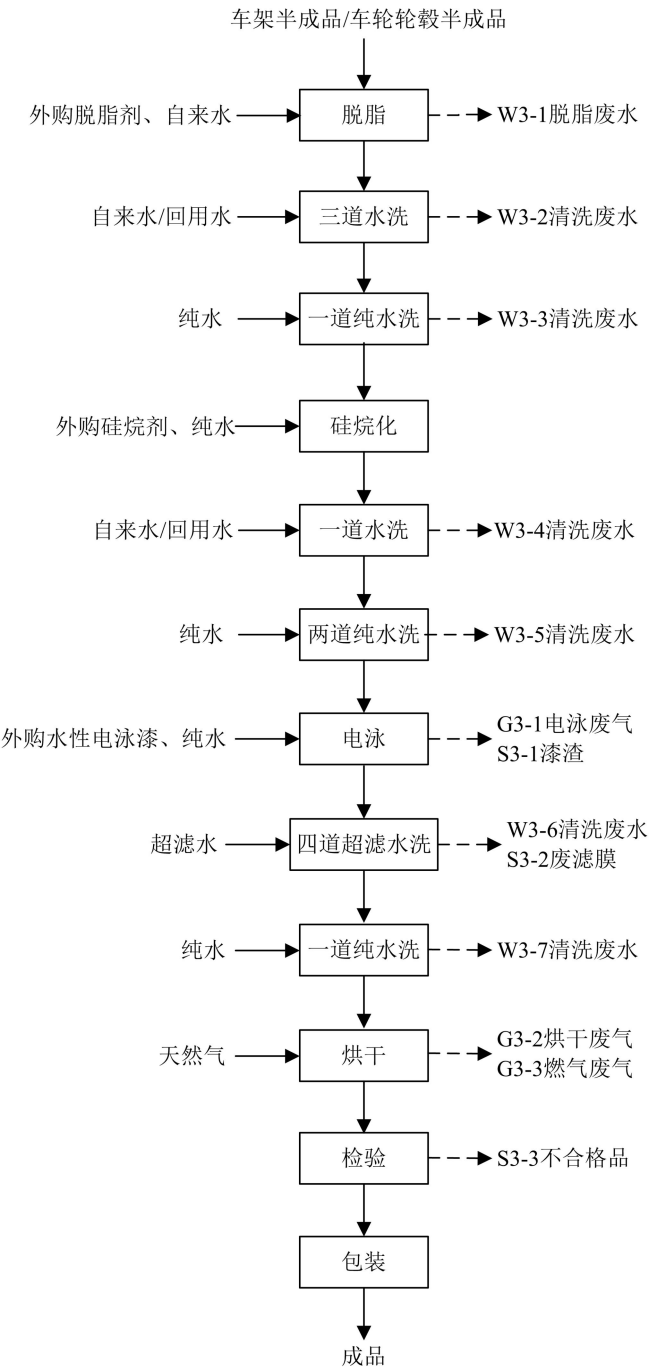 车架半成品/车轮轮毂半成品
外购脱脂剂、自来水
脱脂
W3-1脱脂废水
自来水/回用水
三道水洗
W3-2清洗废水
纯水
一道纯水洗
W3-3清洗废水
外购硅烷剂、纯水
硅烷化
自来水/回用水
一道水洗
W3-4清洗废水
纯水
两道纯水洗
W3-5清洗废水
外购水性电泳漆、纯水
电泳
G3-1电泳废气
S3-1漆渣
超滤水
四道超滤水洗
W3-6清洗废水
S3-2废滤膜
纯水
一道纯水洗
W3-7清洗废水
天然气
烘干
G3-2烘干废气
G3-3燃气废气
检验
S3-3不合格品
包装
成品